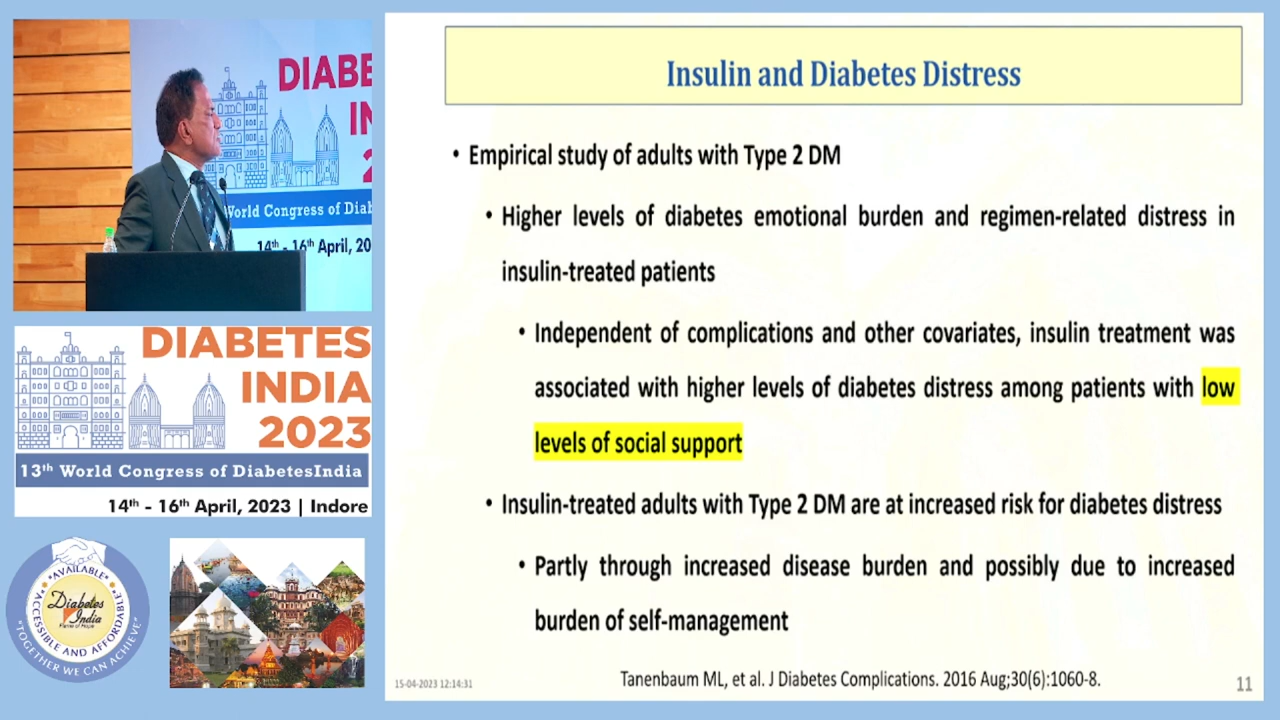 DIABE
IN
2
World Congress of Diab
14th - 16th April, 20
DIABETES
INDIA
2023
13th World Congress of DiabetesIndia
14th - 16th April, 2023 | Indore
"AVAILABLE"
"ACCESSIBLE AND AFFORDABLE"
Diabetes
India
"TOGETHER WE CAN ACHIEVE"
Insulin and Diabetes Distress
• Empirical study of adults with Type 2 DM
• Higher levels of diabetes emotional burden and regimen-related distress in
insulin-treated patients
• Independent of complications and other covariates, insulin treatment was
associated with higher levels of diabetes distress among patients with low
levels of social support
• Insulin-treated adults with Type 2 DM are at increased risk for diabetes distress
• Partly through increased disease burden and possibly due to increased
burden of self-management
15-04-2023 12:14:31
Tanenbaum ML, et al. J Diabetes Complications. 2016 Aug;30(6):1060-8.
11